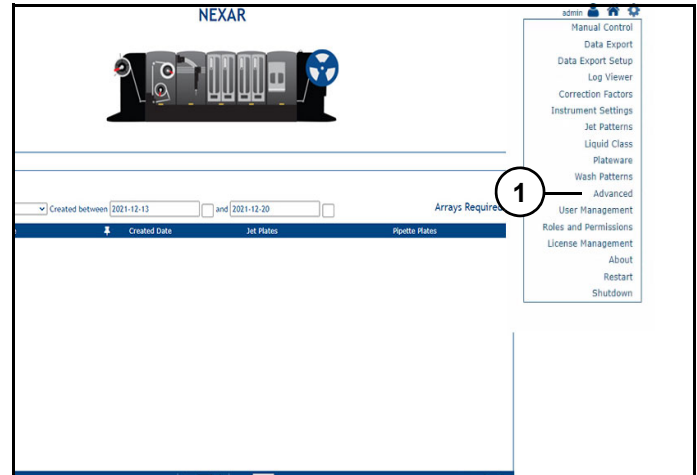 NEXAR
admin
Manual Control
Data Export
Data Export Setup
Log Viewer
Correction Factors
Instrument Settings
Jet Patterns
Liquid Class
Plateware
Wash Patterns
1
Advanced
User Management
Roles and Permissions
License Management
About
Restart
Shutdown
Created between 2021-12-13 and 2021-12-20 Arrays Required
Created Date Jet Plates Pipette Plates